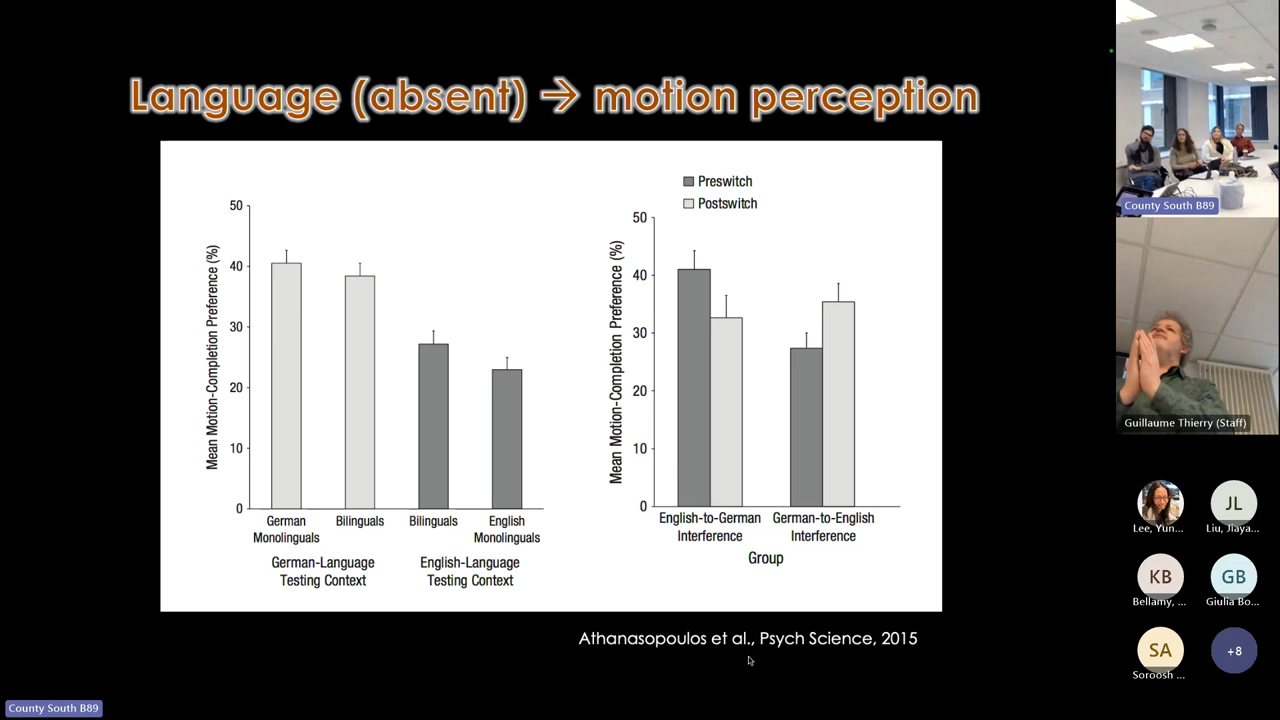 Language (absent) → motion perception
Mean Motion-Completion Preference (%)
50
40
30
20
10
0
German
Monolinguals
Bilinguals
Bilinguals
English
Monolinguals
German-Language
Testing Context
English-Language
Testing Context
Preswitch
Postswitch
Mean Motion-Completion Preference (%)
50
40
30
20
10
0
English-to-German
Interference
German-to-English
Interference
Group
Athanasopoulos et al., Psych Science, 2015
County South B89
County South B89
Guillaume Thierry (Staff)
Lee, Yun...
JL
Liu, Jiaya...
KB
Bellamy, ...
GB
Giulia Bo...
SA
Soroosh ...
+8